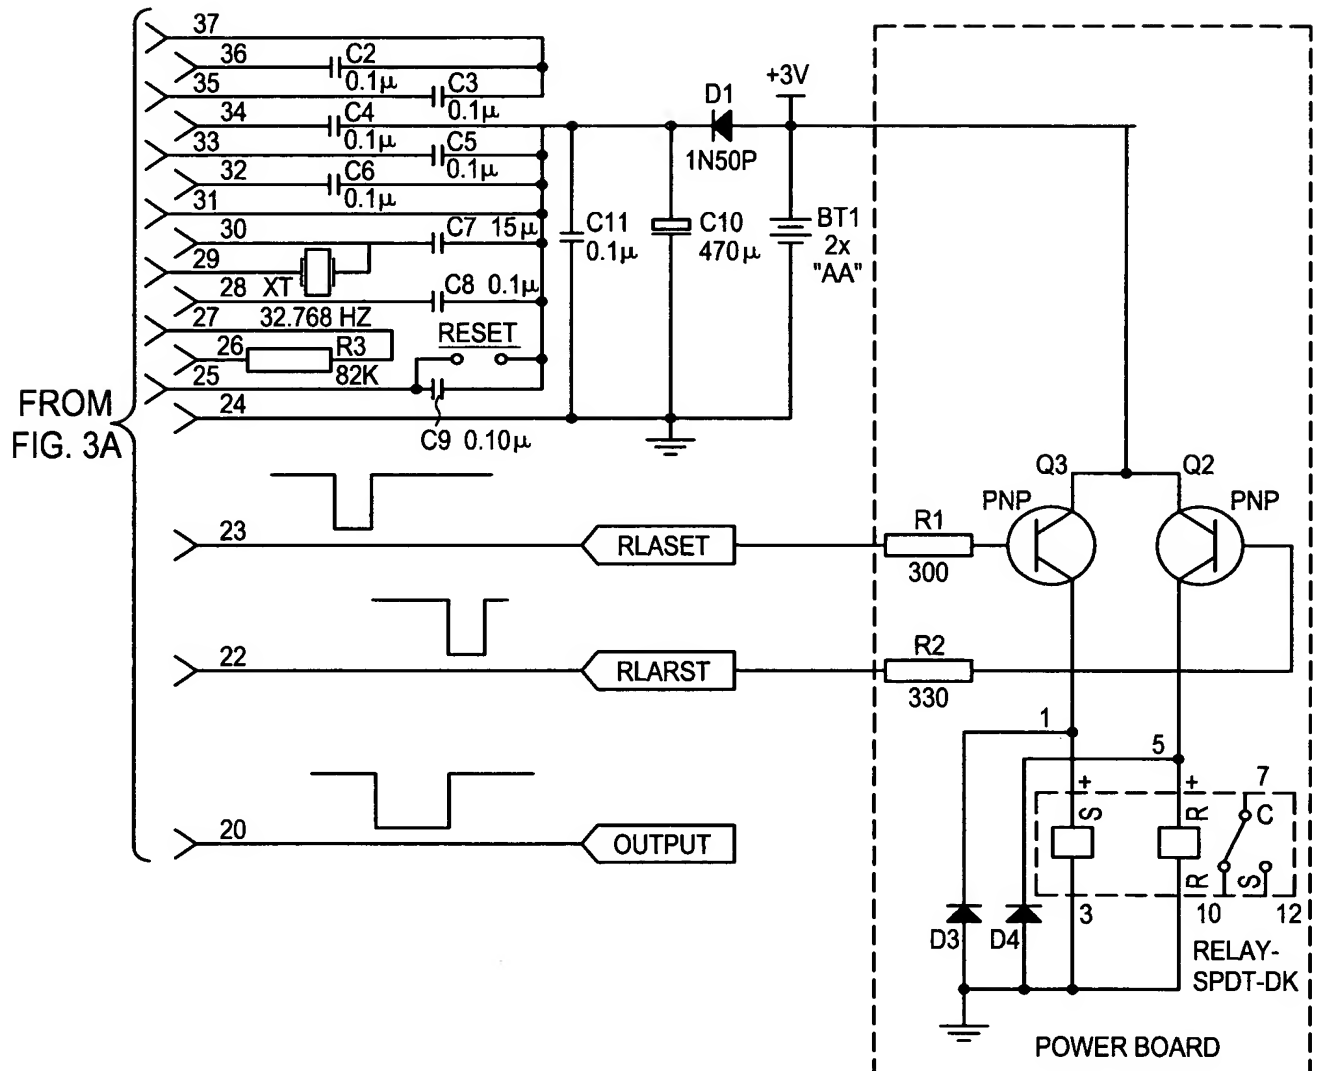 37
36 C2
0.1μ
35 C3
0.1μ
34 C4
0.1μ
33 C5
0.1μ
32 C6
0.1μ
31
30 C7 15μ
29
XT
32.768 HZ
28 C8 0.1μ
27
RESET
26 R3
82K
25
C9 0.10μ
24
C11
0.1μ
C10
470μ
D1
1N50P
+3V
BT1
2x
"AA"
FROM
FIG. 3A
23 RLASET
R1
300
Q3
PNP
Q2
PNP
22 RLARST
R2
330
20 OUTPUT
1
5
+
+
7
S
R
C
R
S
3
10
12
D3
D4
RELAY-
SPDT-DK
POWER BOARD